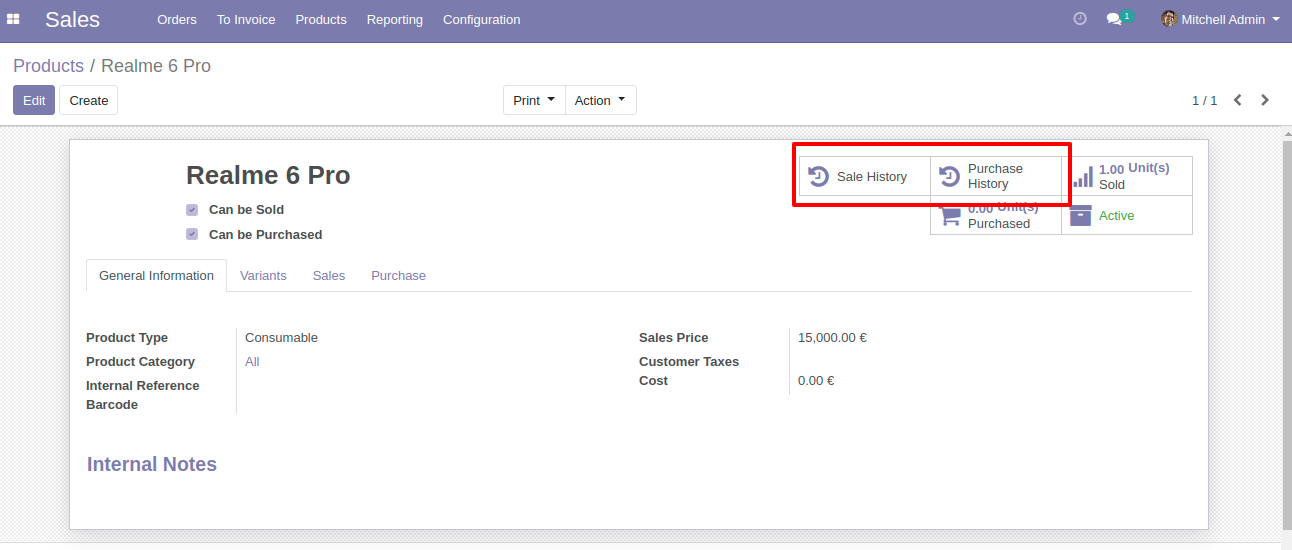 Sales Orders To Invoice Products Reporting Configuration 1 Mitchell Admin
Products / Realme 6 Pro
Edit Create Print Action 1 / 1
Realme 6 Pro
Sale History
Purchase
History
1.00 Unit(s)
Sold
Can be Sold
0.00 Unit(s)
Purchased
Active
Can be Purchased
General Information Variants Sales Purchase
Product Type Consumable Sales Price 15,000.00 €
Product Category All Customer Taxes
Internal Reference Cost 0.00 €
Barcode
Internal Notes